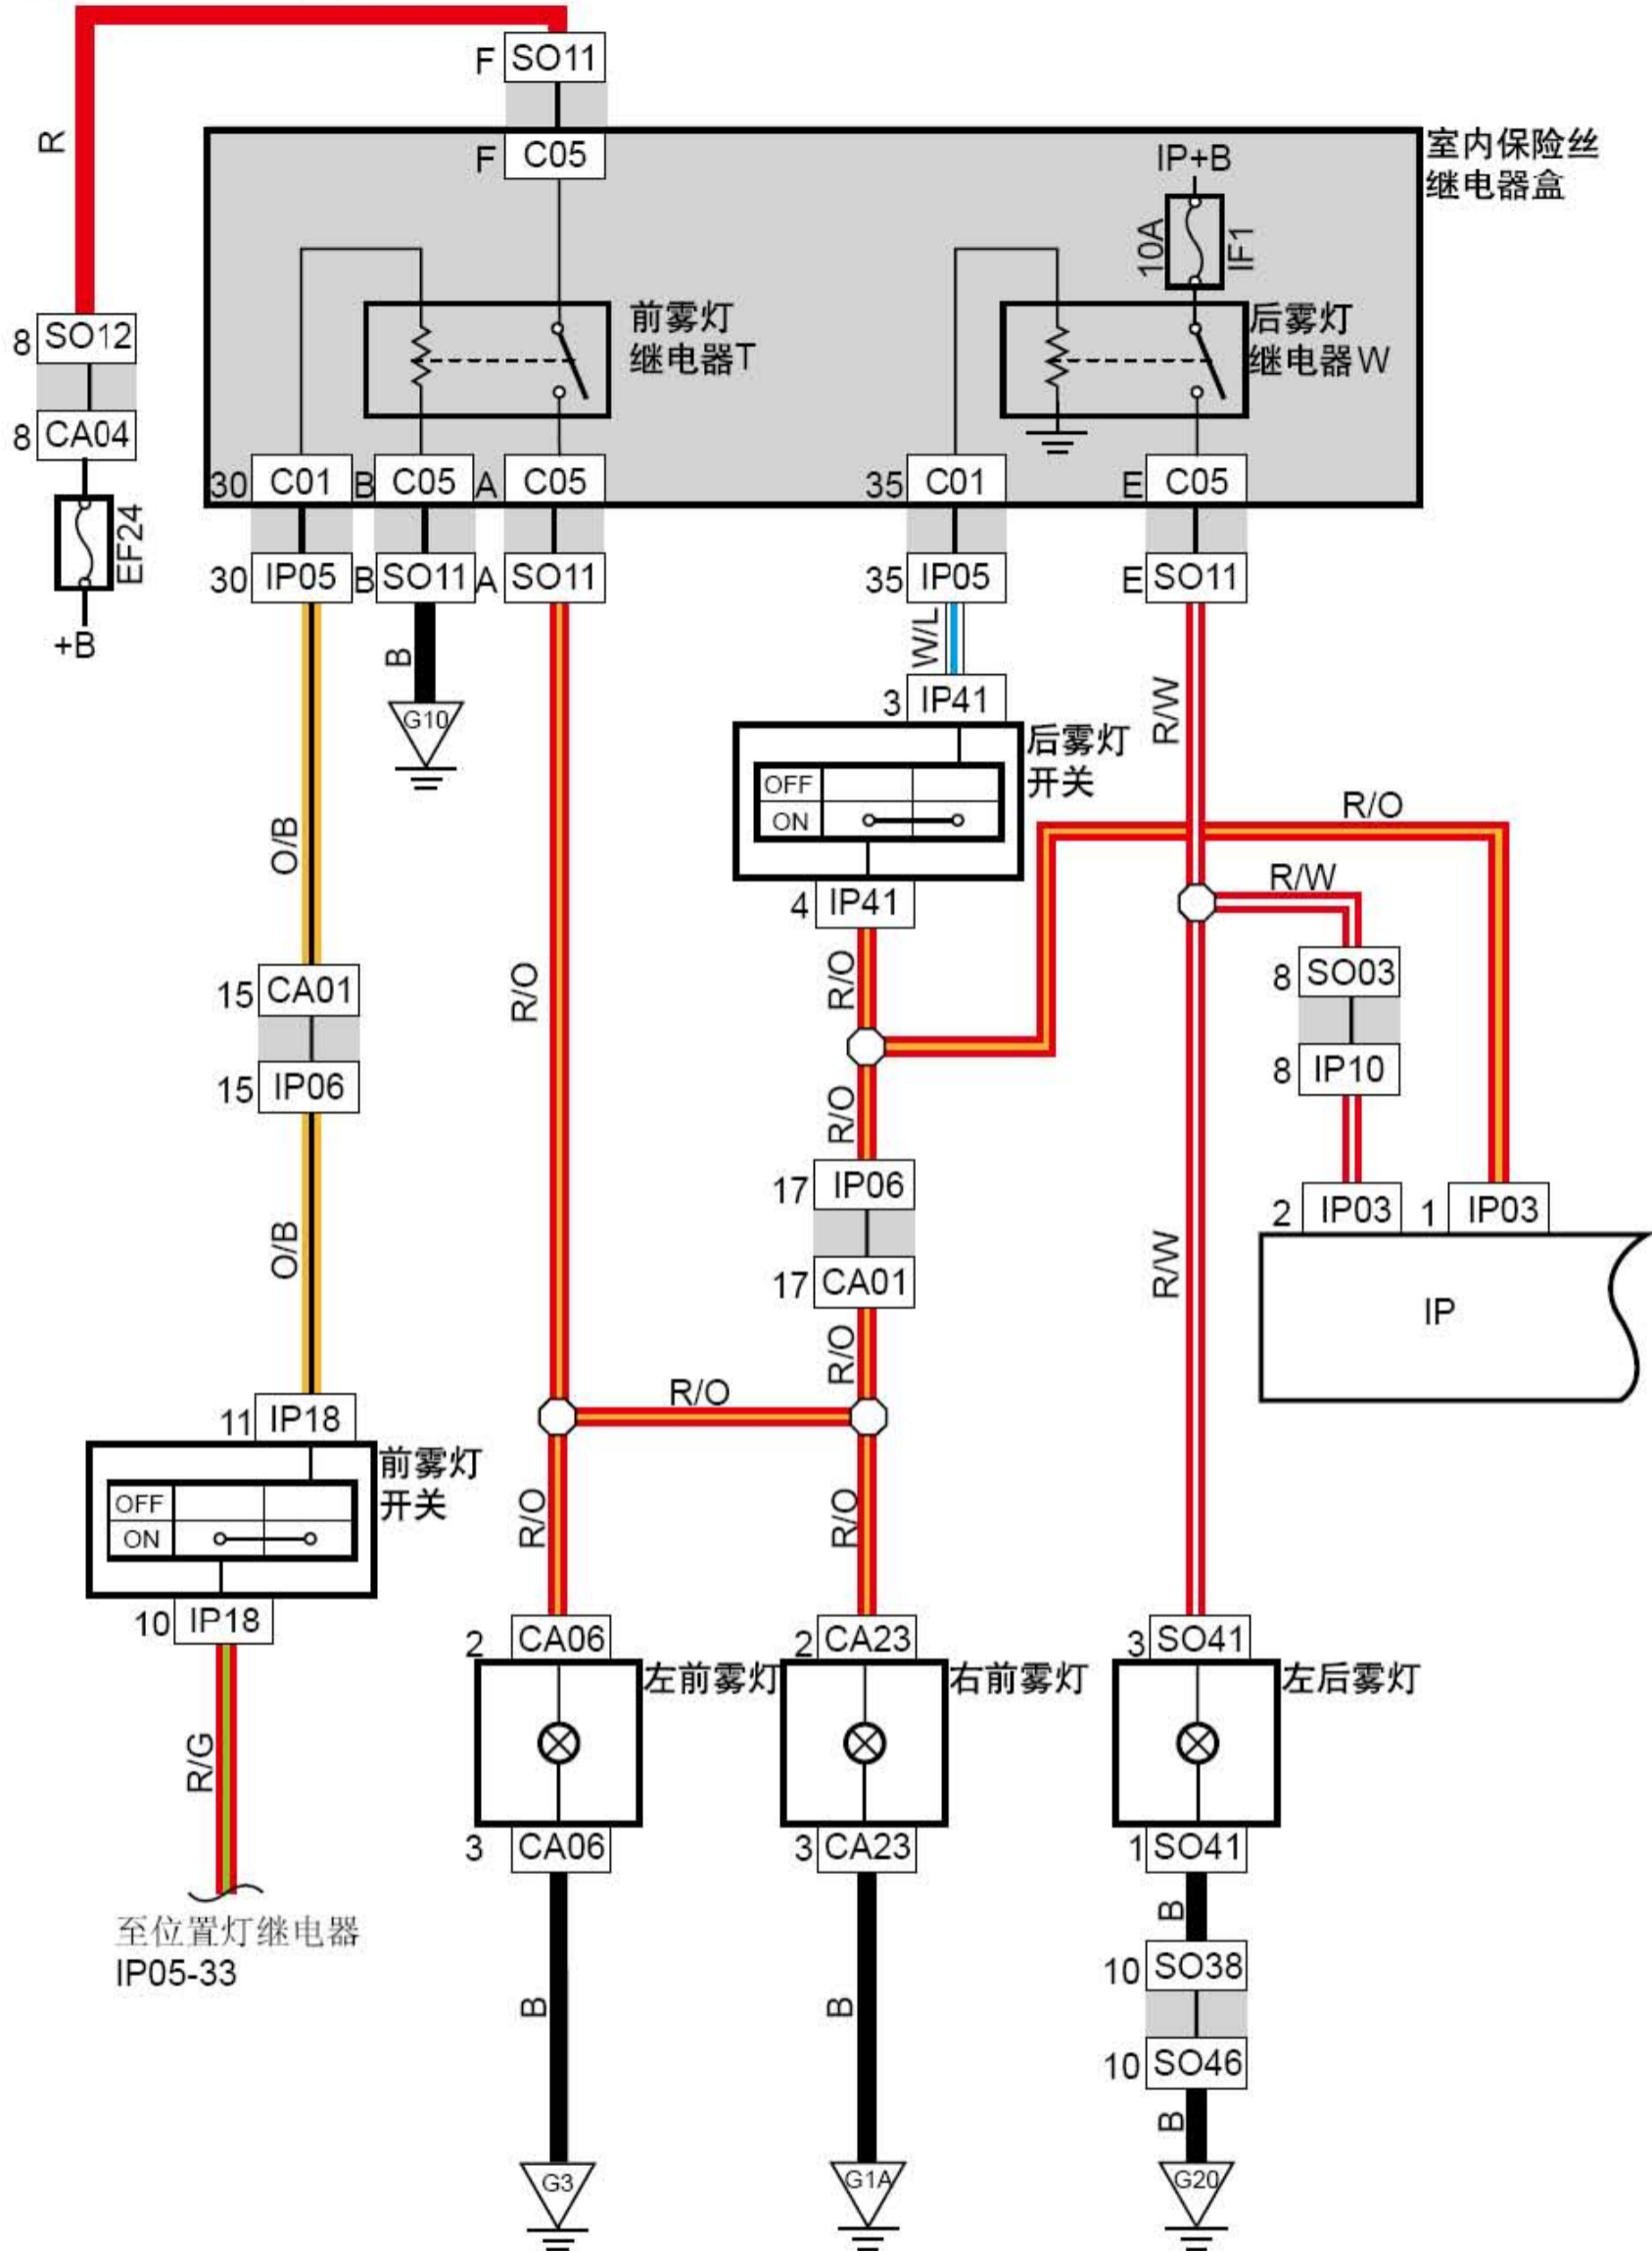 F SO11
R
F C05
IP+B
室内保险丝
继电器盒
10A
IF1
前雾灯
继电器T
后雾灯
继电器W
8 SO12
8 CA04
EF24
+B
30 C01 B C05 A C05 35 C01 E C05
30 IP05 B SO11 A SO11 35 IP05 E SO11
B
W/L
G10
3 IP41
R/W
后雾灯
开关
OFF
ON
R/O
O/B
R/W
4 IP41
R/O
8 SO03
15 CA01
R/O
8 IP10
15 IP06
R/O
17 IP06
2 IP03 1 IP03
O/B
R/W
17 CA01
IP
R/O
R/O
11 IP18
前雾灯
开关
OFF
ON
R/O
R/O
10 IP18
2 CA06 2 CA23 3 SO41
左前雾灯 右前雾灯 左后雾灯
R/G
3 CA06 3 CA23 1 SO41
至位置灯继电器
IP05-33
B
10 SO38
B
B
10 SO46
B
G3 G1A G20